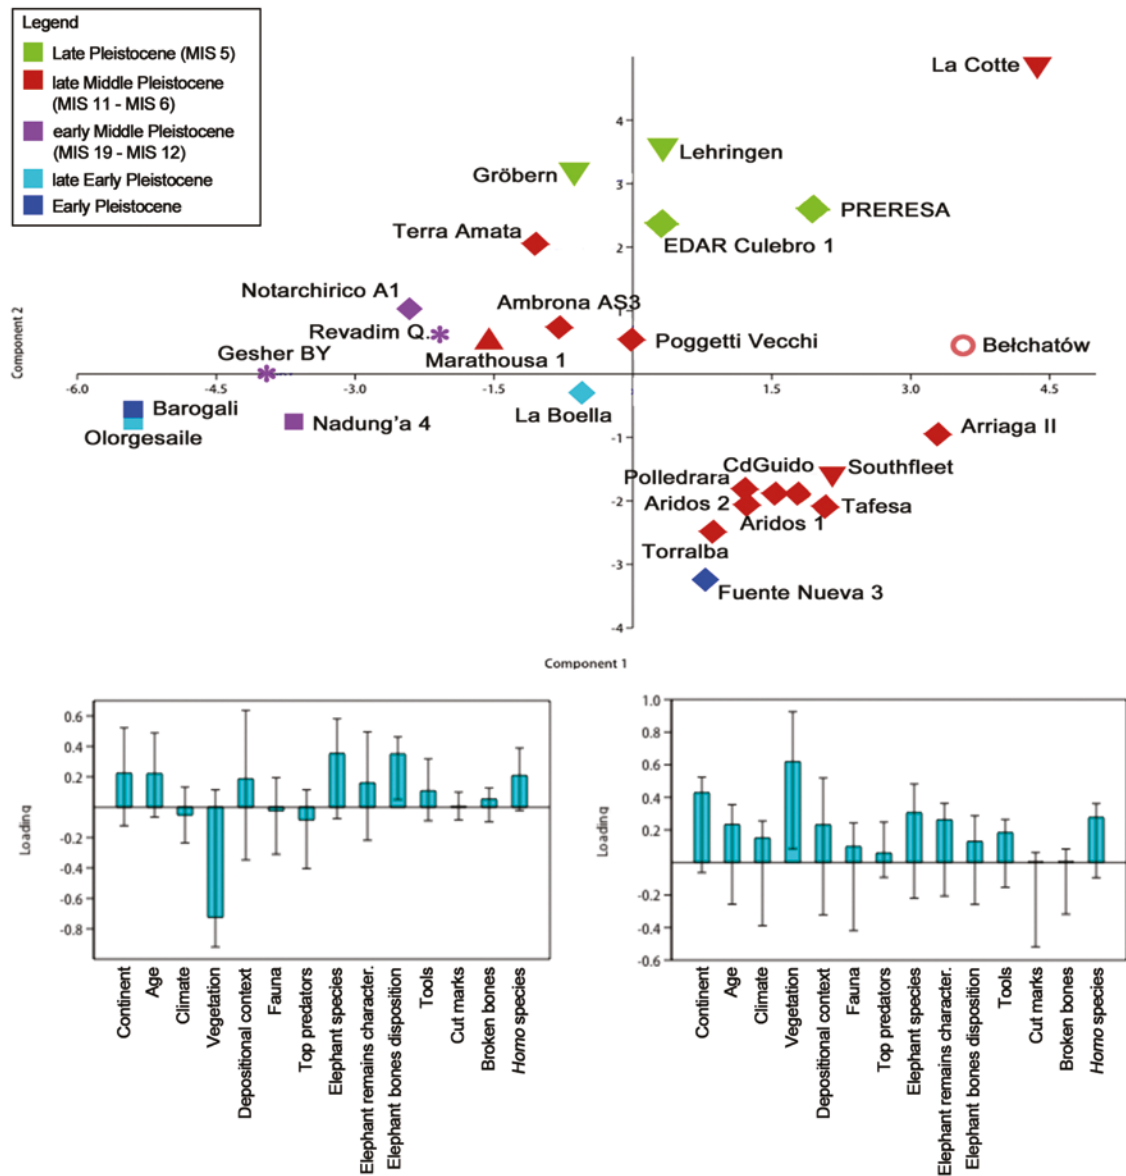 Legend
Late Pleistocene (MIS 5)
late Middle Pleistocene
(MIS 11 - MIS 6)
early Middle Pleistocene
(MIS 19 - MIS 12)
late Early Pleistocene
Early Pleistocene
La Cotte
4
Lehringen
Gröbern
3
PRERESA
Terra Amata
EDAR Culebro 1
2
Notarchirico A1
Ambrona AS3
1
Revadim Q.
Poggetti Vecchi
Bełchatów
Marathousa 1
Gesher BY
Component 2
-6.0
-4.5
-3.0
-1.5
1.5
3.0
4.5
La Boella
Barogali
Nadung'a 4
Olorgesaile
Arriaga II
-1
CdGuido
Southfleet
Polledrara
Aridos 2
-2
Tafesa
Aridos 1
Torralba
-3
Fuente Nueva 3
-4
Component 1
0.6
0.4
0.2
-0.2
-0.4
-0.6
-0.8
Loading
Continent
Age
Climate
Vegetation
Depositional context
Fauna
Top predators
Elephant species
Elephant remains character.
Elephant bones disposition
Tools
Cut marks
Broken bones
Homo species
1.0
0.8
0.6
0.4
0.2
-0.2
-0.4
-0.6
Loading
Continent
Age
Climate
Vegetation
Depositional context
Fauna
Top predators
Elephant species
Elephant remains character.
Elephant bones disposition
Tools
Cut marks
Broken bones
Homo species